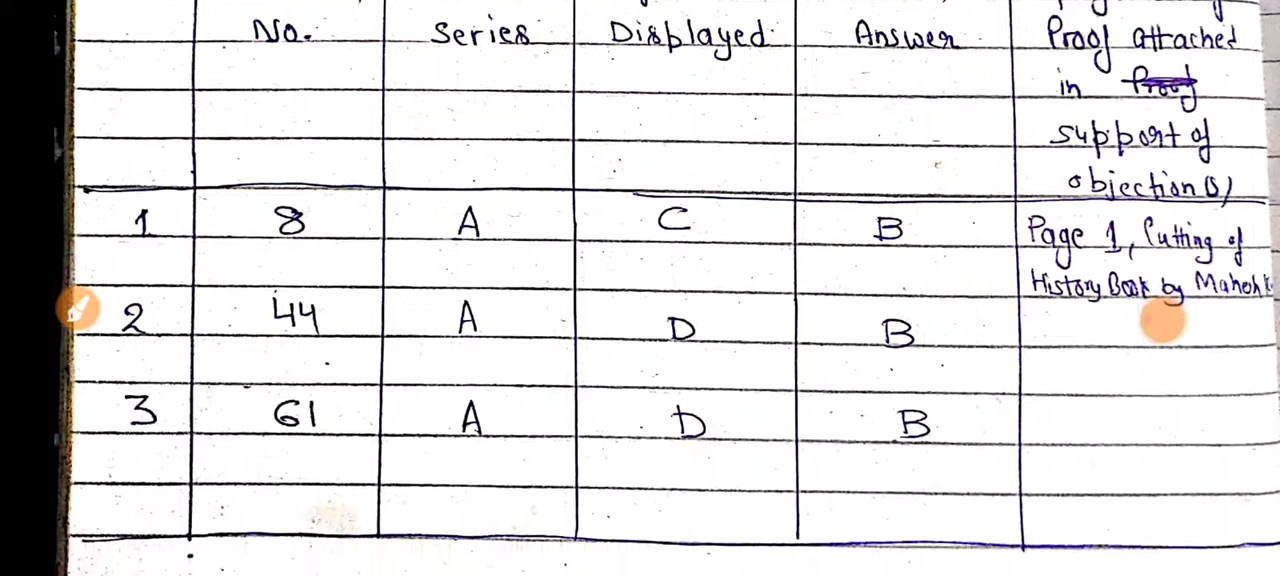 No. Series Displayed Answer Proof attached
in Proof
support of
objection(s)
1 8 A C B Page 1, Cutting of
History Book by Mahesh
2 44 A D B
3 61 A D B